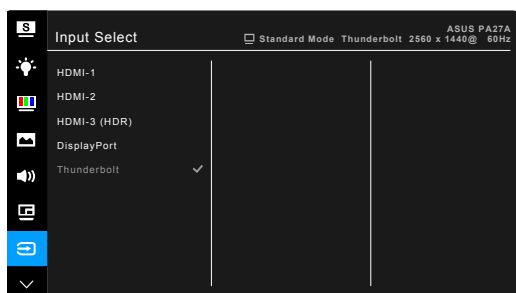 S
Input Select
ASUS PA27A
Standard Mode Thunderbolt 2560 x 1440@ 60Hz
HDMI-1
HDMI-2
HDMI-3 (HDR)
DisplayPort
Thunderbolt